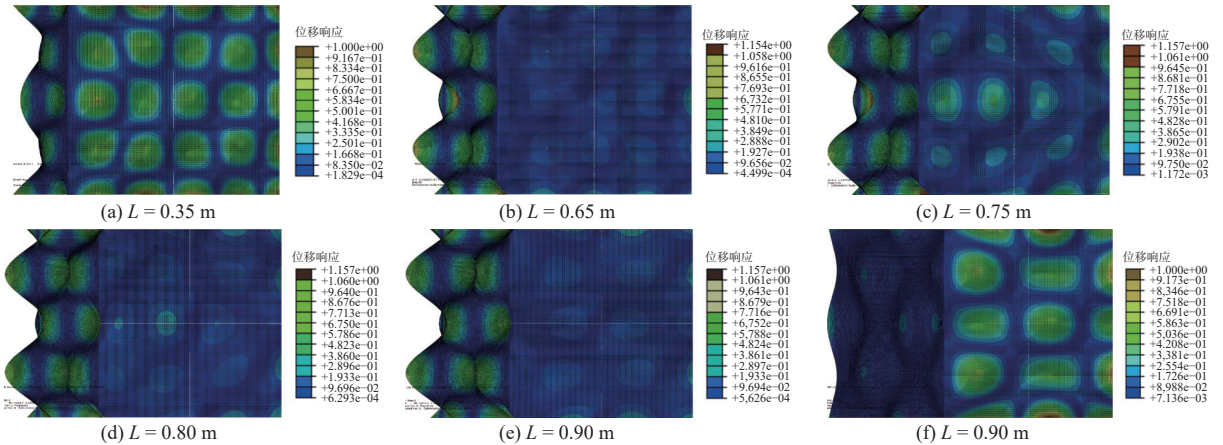 位移响应
+1.000e+00
+9.167e−01
+8.334e−01
+7.500e−01
+6.667e−01
+5.834e−01
+5.001e−01
+4.168e−01
+3.335e−01
+2.501e−01
+1.668e−01
+8.350e−02
+1.829e−04
(a) L = 0.35 m
位移响应
+1.154e+00
+1.058e+00
+9.616e−01
+8.655e−01
+7.693e−01
+6.732e−01
+5.771e−01
+4.810e−01
+3.849e−01
+2.888e−01
+1.927e−01
+9.656e−02
+4.499e−04
(b) L = 0.65 m
位移响应
+1.157e+00
+1.061e+00
+9.645e−01
+8.681e−01
+7.718e−01
+6.755e−01
+5.791e−01
+4.828e−01
+3.865e−01
+2.902e−01
+1.938e−01
+9.750e−02
+1.172e−03
(c) L = 0.75 m
位移响应
+1.157e+00
+1.060e+00
+9.640e−01
+8.676e−01
+7.713e−01
+6.750e−01
+5.786e−01
+4.823e−01
+3.860e−01
+2.896e−01
+1.933e−01
+9.696e−02
+6.293e−04
(d) L = 0.80 m
位移响应
+1.157e+00
+1.061e+00
+9.643e−01
+8.679e−01
+7.716e−01
+6.752e−01
+5.788e−01
+4.824e−01
+3.861e−01
+2.897e−01
+1.933e−01
+9.694e−02
+5,626e−04
(e) L = 0.90 m
位移响应
+1.000e+00
+9.173e−01
+8,346e−01
+7.518e−01
+6.691e−01
+5.863e−01
+5,036e−01
+4.208e−01
+3,381e−01
+2.554e−01
+1.726e−01
+8,988e−02
+7.136e−03
(f) L = 0.90 m